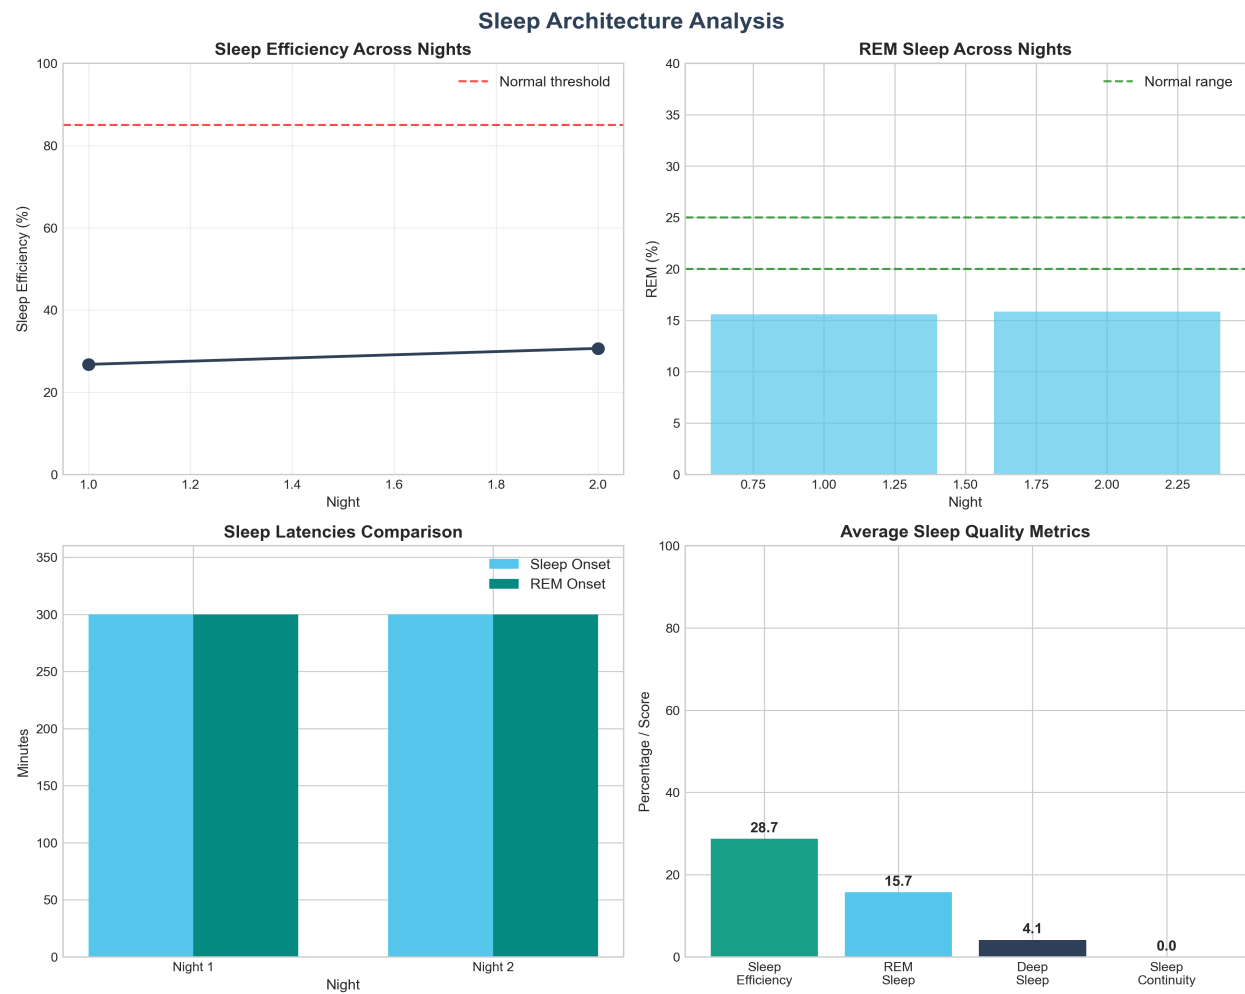 Sleep Architecture Analysis
Sleep Efficiency Across Nights
Normal threshold
Sleep Efficiency (%)
100
80
60
40
20
0
1.0 1.2 1.4 1.6 1.8 2.0
Night
REM Sleep Across Nights
Normal range
REM (%)
40
35
30
25
20
15
10
5
0
0.75 1.00 1.25 1.50 1.75 2.00 2.25
Night
Sleep Latencies Comparison
Sleep Onset
REM Onset
Minutes
350
300
250
200
150
100
50
0
Night 1 Night 2
Night
Average Sleep Quality Metrics
Percentage / Score
100
80
60
40
20
0
28.7
15.7
4.1
0.0
Sleep
Efficiency
REM
Sleep
Deep
Sleep
Sleep
Continuity